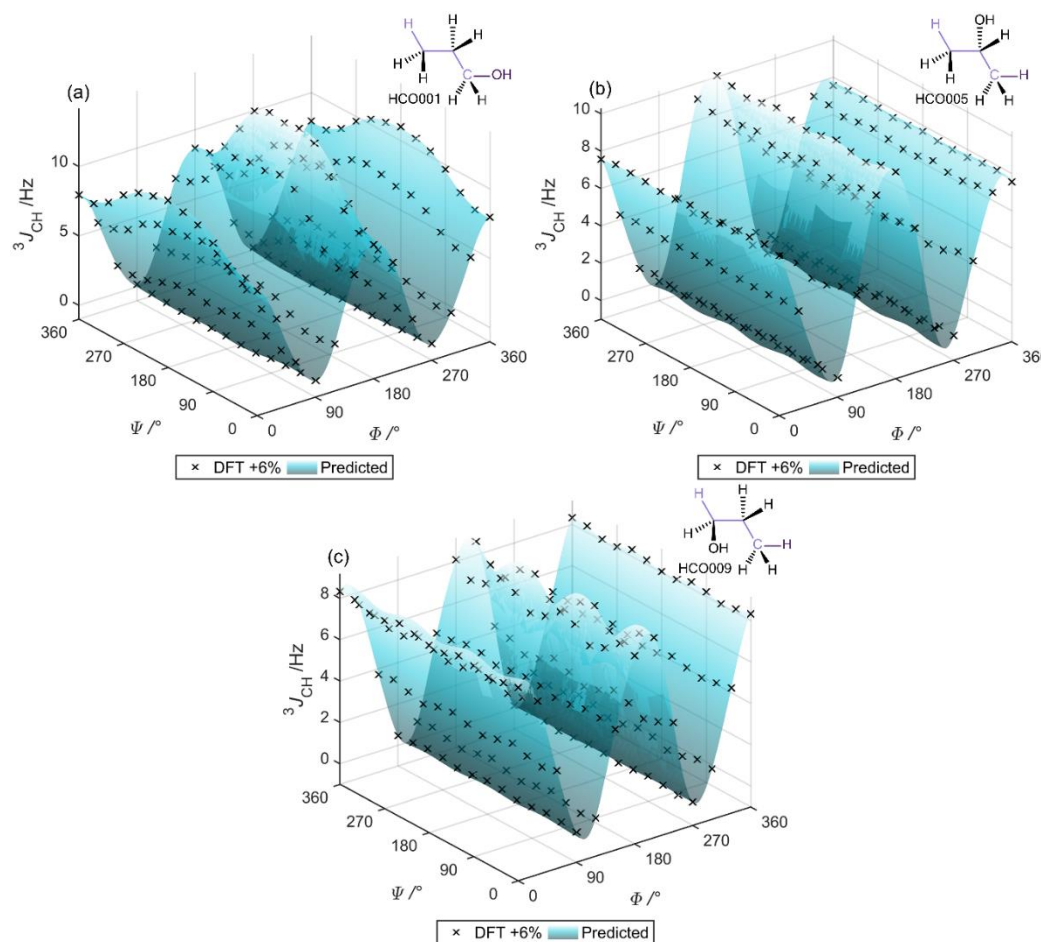 (a)
H H H H H C OH H H
HCO001
³J_CH /Hz
10
5
0
360
270
180
90
0
Ψ /°
0
90
180
270
360
Φ /°
× DFT +6% Predicted
(b)
OH H H H H C H H H
HCO005
³J_CH /Hz
10
8
6
4
2
0
360
270
180
90
0
Ψ /°
0
90
180
270
360
Φ /°
× DFT +6% Predicted
(c)
H H H H OH C H H H
HCO009
³J_CH /Hz
8
6
4
2
0
360
270
180
90
0
Ψ /°
0
90
180
270
360
Φ /°
× DFT +6% Predicted